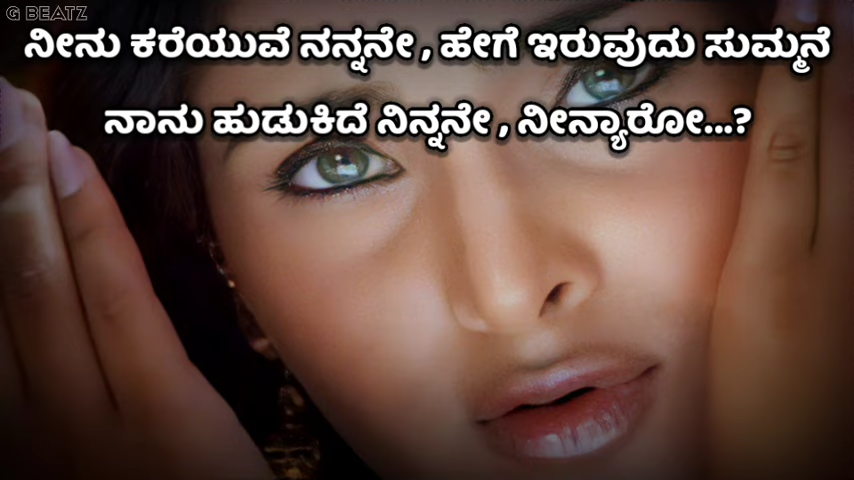 G BEATZ
ನೀನು ಕರೆಯುವೆ ನನ್ನನೇ , ಹೇಗೆ ಇರುವುದು ಸುಮ್ಮನೆ
ನಾನು ಹುಡುಕಿದೆ ನಿನ್ನನೇ , ನೀನ್ಯಾರೋ...?